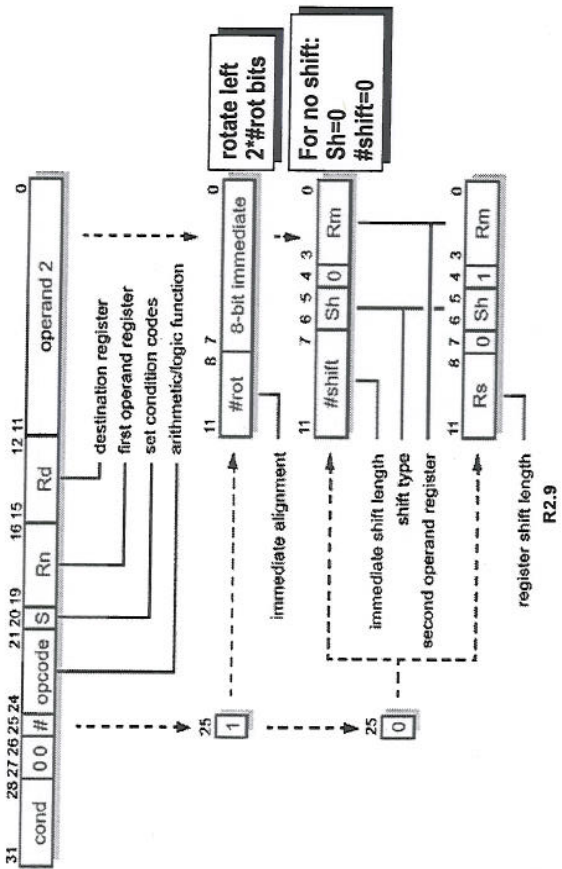 31 28 27 26 25 24 21 20 19 16 15 12 11 0
cond 0 0 # opcode S Rn Rd operand 2
destination register
first operand register
set condition codes
arithmetic/logic function
25 11 8 7 0
1 #rot 8-bit immediate
rotate left
2*#rot bits
immediate alignment
25 11 7 6 5 4 3 0
0 #shift Sh 0 Rm
For no shift:
Sh=0
#shift=0
immediate shift length
shift type
second operand register
11 8 7 6 5 4 3 0
Rs 0 Sh 1 Rm
register shift length
R2.9